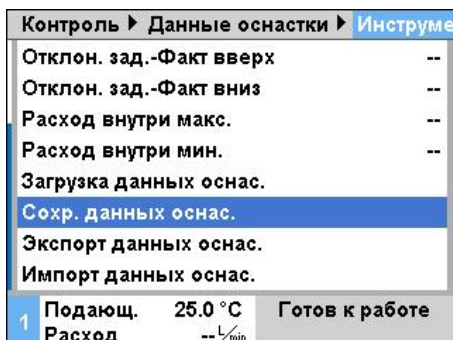 Контроль ▶ Данные оснастки ▶ Инструме
Отклон. зад.-Факт вверх --
Отклон. зад.-Факт вниз --
Расход внутри макс. --
Расход внутри мин. --
Загрузка данных оснас.
Сохр. данных оснас.
Экспорт данных оснас.
Импорт данных оснас.
1 Подающ. 25.0 °C Готов к работе
Расход -- L/min